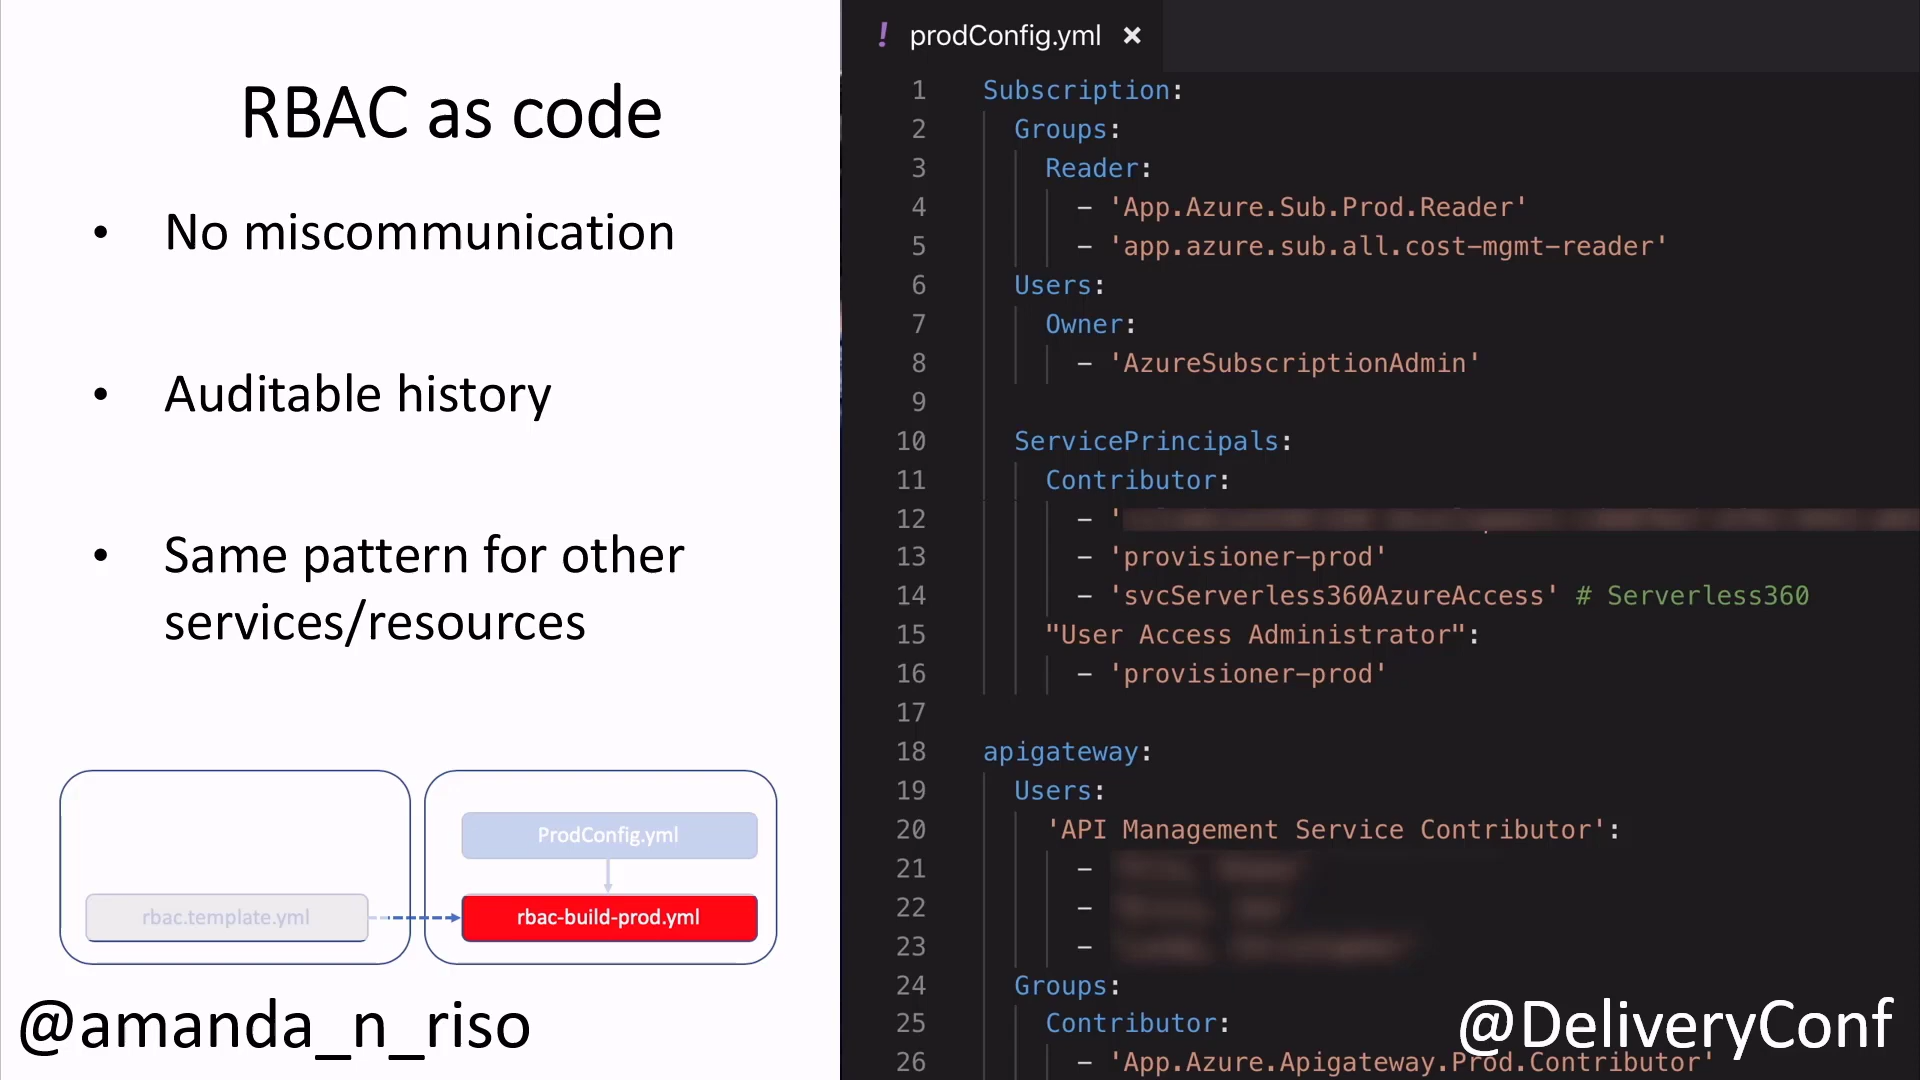 RBAC as code
• No miscommunication
• Auditable history
• Same pattern for other
services/resources
ProdConfig.yml
rbac.template.yml
rbac-build-prod.yml
@amanda_n_riso
! prodConfig.yml ×
1 Subscription:
2 Groups:
3 Reader:
4 - 'App.Azure.Sub.Prod.Reader'
5 - 'app.azure.sub.all.cost-mgmt-reader'
6 Users:
7 Owner:
8 - 'AzureSubscriptionAdmin'
9
10 ServicePrincipals:
11 Contributor:
12 - '
13 - 'provisioner-prod'
14 - 'svcServerless360AzureAccess' # Serverless360
15 "User Access Administrator":
16 - 'provisioner-prod'
17
18 apigateway:
19 Users:
20 'API Management Service Contributor':
21 -
22 -
23 -
24 Groups:
25 Contributor:
26 - 'App.Azure.Apigateway.Prod.Contributor'
@DeliveryConf